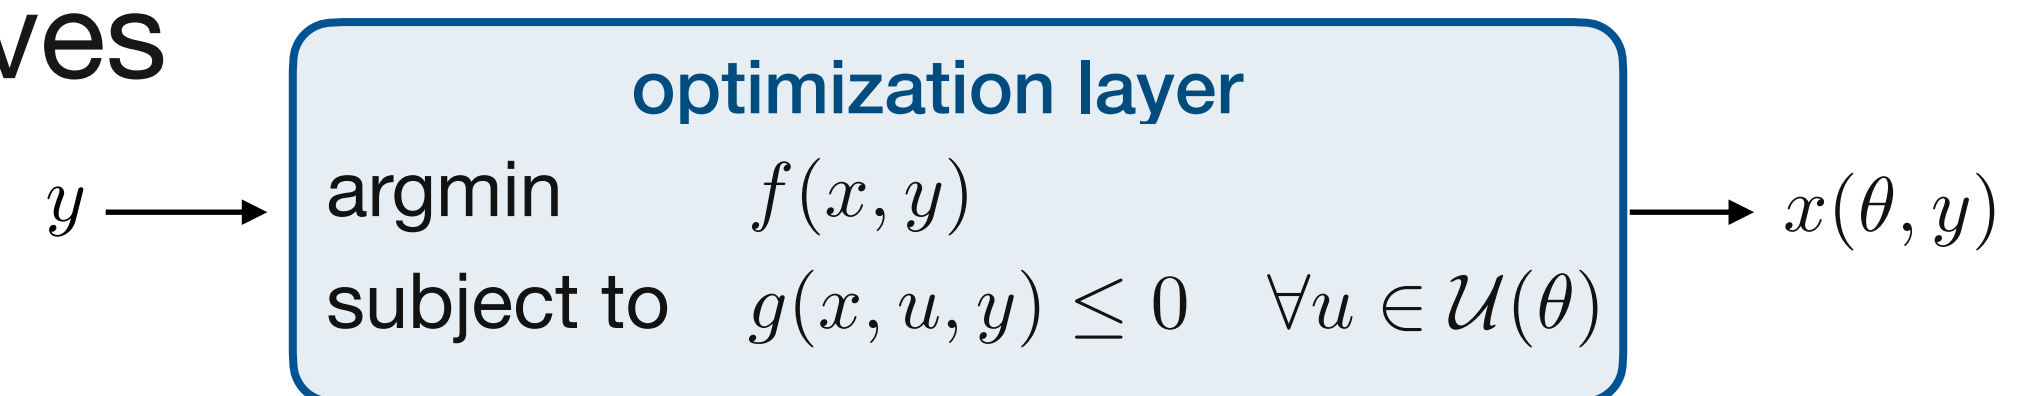 ves
optimization layer
y
argmin f(x, y)
x(θ, y)
subject to g(x, u, y) ≤ 0 ∀u ∈ 𝒰(θ)